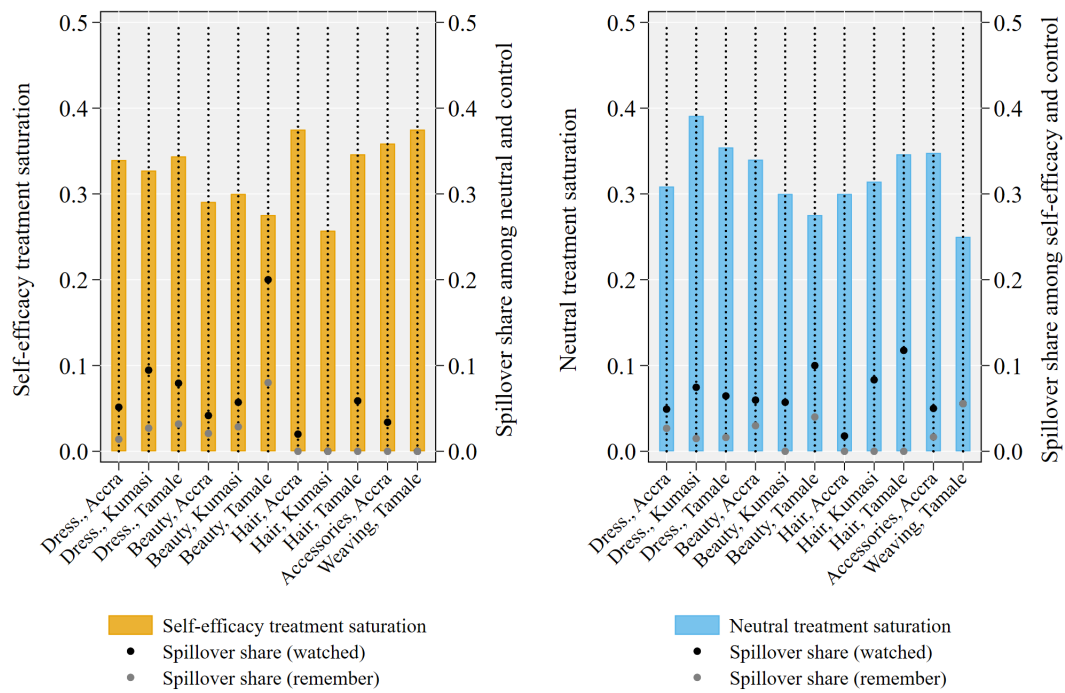 0.5
0.4
0.3
0.2
0.1
0.0
Self-efficacy treatment saturation
0.5
0.4
0.3
0.2
0.1
0.0
Spillover share among neutral and control
Dress., Accra
Dress., Kumasi
Dress., Tamale
Beauty, Accra
Beauty, Kumasi
Beauty, Tamale
Hair, Accra
Hair, Kumasi
Hair, Tamale
Accessories, Accra
Weaving, Tamale
Self-efficacy treatment saturation
Spillover share (watched)
Spillover share (remember)
0.5
0.4
0.3
0.2
0.1
0.0
Neutral treatment saturation
0.5
0.4
0.3
0.2
0.1
0.0
Spillover share among self-efficacy and control
Dress., Accra
Dress., Kumasi
Dress., Tamale
Beauty, Accra
Beauty, Kumasi
Beauty, Tamale
Hair, Accra
Hair, Kumasi
Hair, Tamale
Accessories, Accra
Weaving, Tamale
Neutral treatment saturation
Spillover share (watched)
Spillover share (remember)